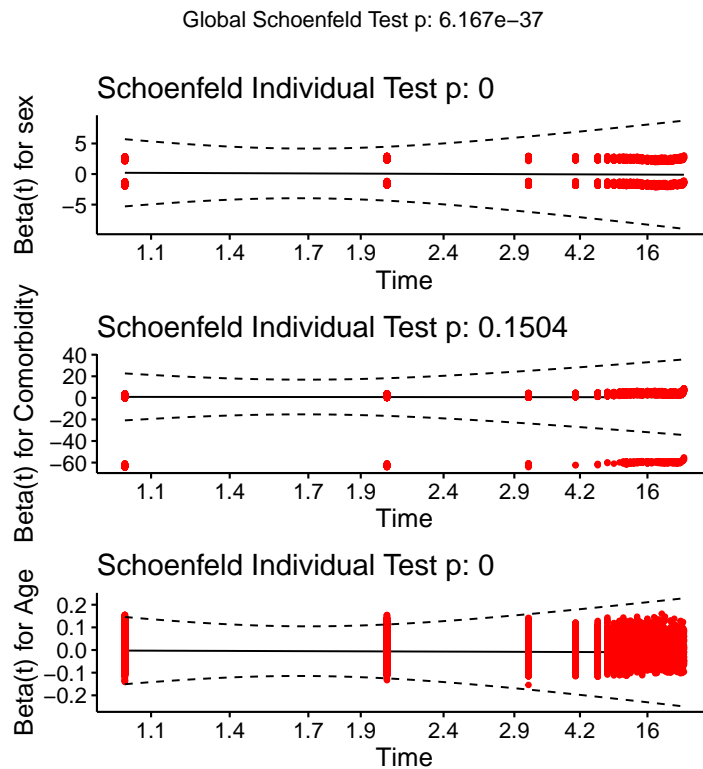 Global Schoenfeld Test p: 6.167e−37
Schoenfeld Individual Test p: 0
Beta(t) for sex
5
0
−5
1.1 1.4 1.7 1.9 2.4 2.9 4.2 16
Time
Schoenfeld Individual Test p: 0.1504
Beta(t) for Comorbidity
40
20
0
−20
−40
−60
1.1 1.4 1.7 1.9 2.4 2.9 4.2 16
Time
Schoenfeld Individual Test p: 0
Beta(t) for Age
0.2
0.1
0.0
−0.1
−0.2
1.1 1.4 1.7 1.9 2.4 2.9 4.2 16
Time